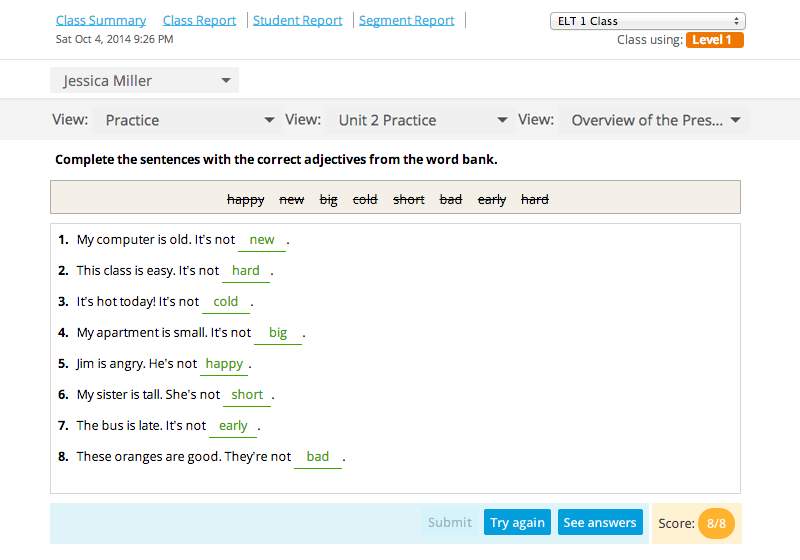 Class Summary Class Report Student Report Segment Report
ELT 1 Class
Sat Oct 4, 2014 9:26 PM
Class using: Level 1
Jessica Miller
View: Practice View: Unit 2 Practice View: Overview of the Pres...
Complete the sentences with the correct adjectives from the word bank.
happy new big cold short bad early hard
1. My computer is old. It's not new .
2. This class is easy. It's not hard .
3. It's hot today! It's not cold .
4. My apartment is small. It's not big .
5. Jim is angry. He's not happy .
6. My sister is tall. She's not short .
7. The bus is late. It's not early .
8. These oranges are good. They're not bad .
Submit Try again See answers Score: 8/8